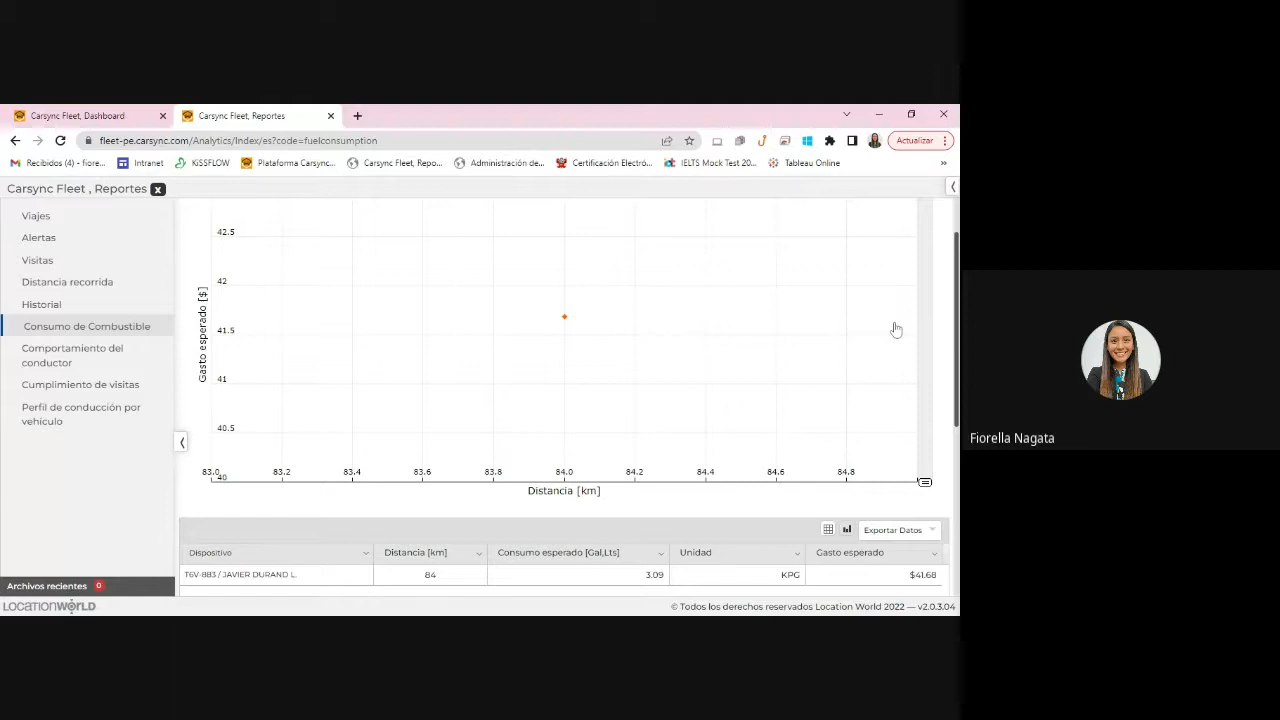 Carsync Fleet, Dashboard
Carsync Fleet, Reportes
fleet-pe.carsync.com/Analytics/Index/es?code=fuelconsumption
Actualizar
Recibidos (4) - fiore...
Intranet
KiSSFLOW
Plataforma Carsync...
Carsync Fleet, Repo...
Administración de...
Certificación Electró...
IELTS Mock Test 20...
Tableau Online
Carsync Fleet , Reportes
Viajes
Alertas
Visitas
Distancia recorrida
Historial
Consumo de Combustible
Comportamiento del
conductor
Cumplimiento de visitas
Perfil de conducción por
vehículo
Archivos recientes 0
LOCATIONWORLD
Gasto esperado [$]
42.5
42
41.5
41
40.5
40
83.0 83.2 83.4 83.6 83.8 84.0 84.2 84.4 84.6 84.8
Distancia [km]
Exportar Datos
Dispositivo Distancia [km] Consumo esperado [Gal,Lts] Unidad Gasto esperado
T6V-883 / JAVIER DURAND L. 84 3.09 KPG $41.68
© Todos los derechos reservados Location World 2022 — v2.0.3.04
Fiorella Nagata